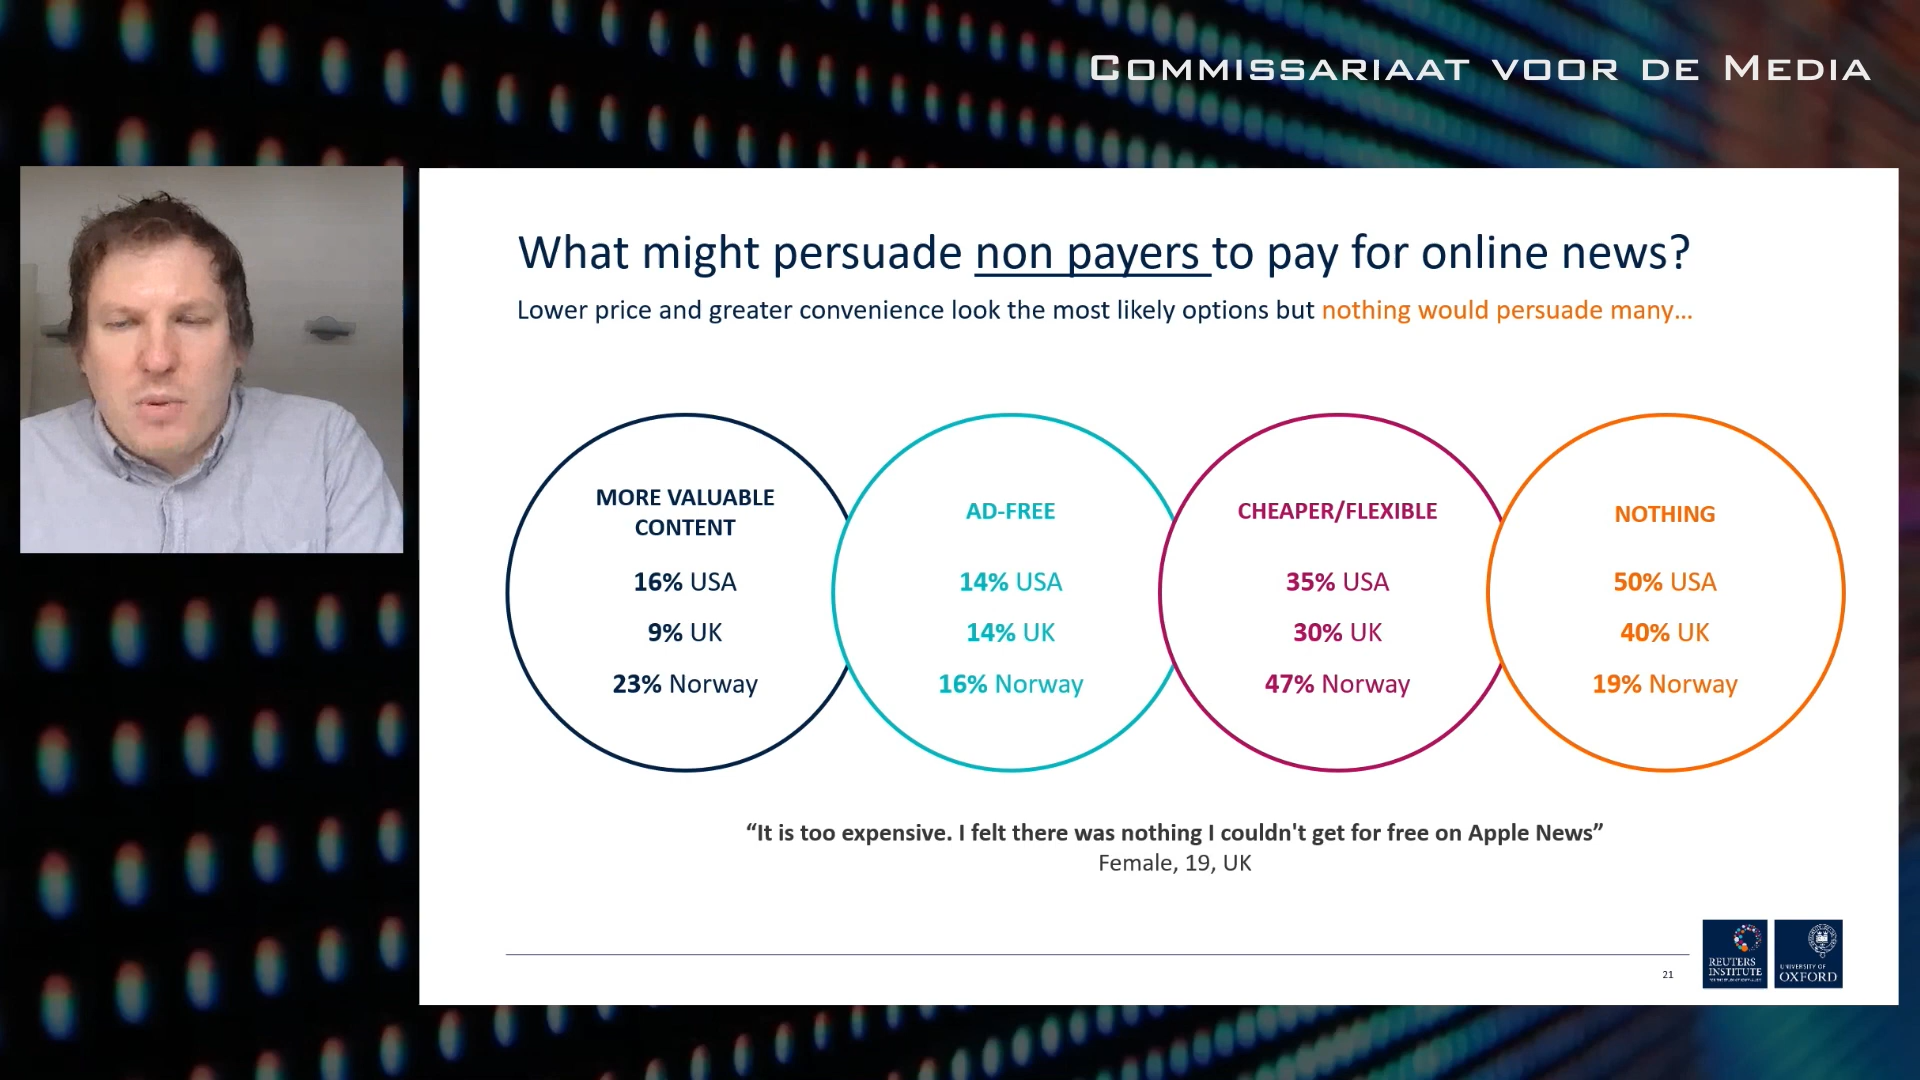 COMMISSARIAAT VOOR DE MEDIA
What might persuade non payers to pay for online news?
Lower price and greater convenience look the most likely options but nothing would persuade many...
MORE VALUABLE
CONTENT
16% USA
9% UK
23% Norway
AD-FREE
14% USA
14% UK
16% Norway
CHEAPER/FLEXIBLE
35% USA
30% UK
47% Norway
NOTHING
50% USA
40% UK
19% Norway
“It is too expensive. I felt there was nothing I couldn't get for free on Apple News”
Female, 19, UK
21
REUTERS
INSTITUTE
UNIVERSITY OF
OXFORD